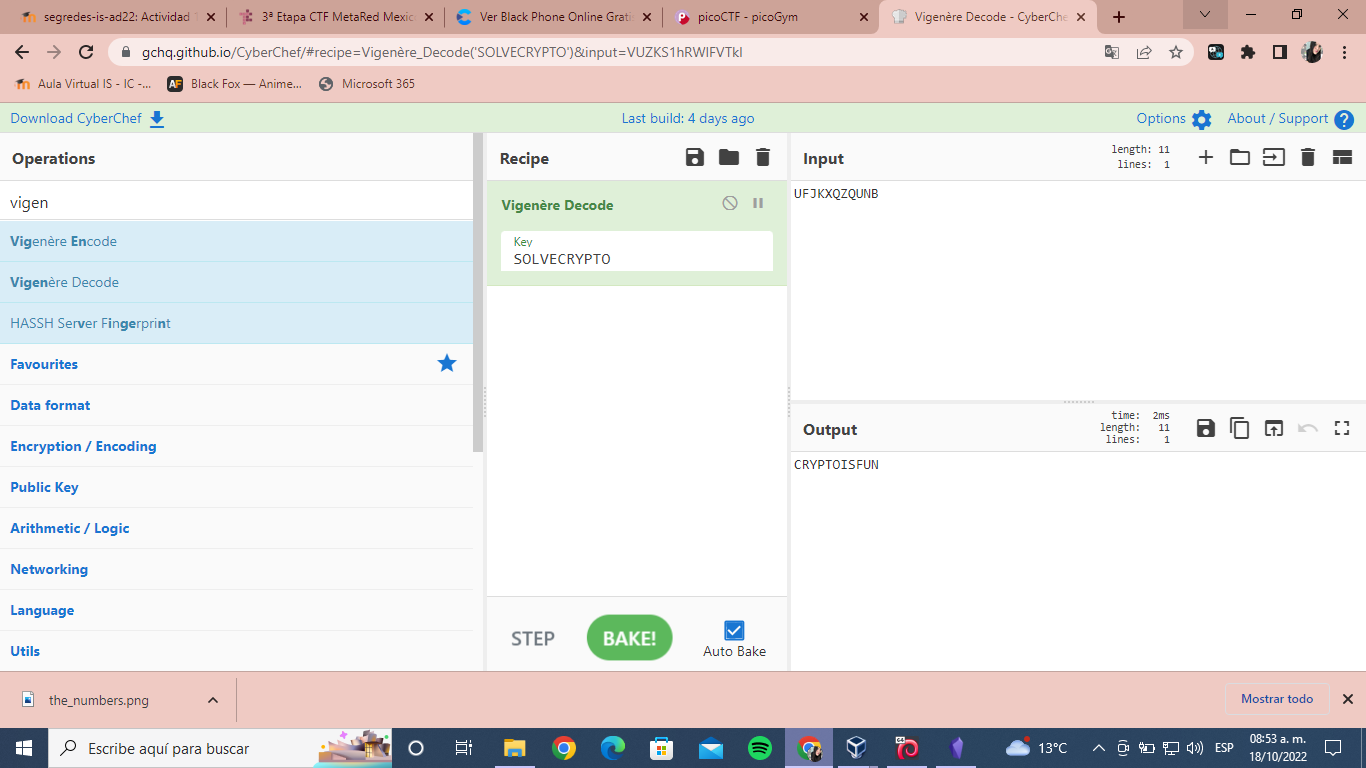 segredes-is-ad22: Actividad
3ª Etapa CTF MetaRed Mexic
Ver Black Phone Online Grati
picoCTF - picoGym
Vigenère Decode - CyberChe
gchq.github.io/CyberChef/#recipe=Vigenère_Decode('SOLVECRYPTO')&input=VUZKS1hRWlFVTkI
Aula Virtual IS - IC -...
Black Fox — Anime...
Microsoft 365
Download CyberChef
Last build: 4 days ago
Options
About / Support
Operations
vigen
Vigenère Encode
Vigenère Decode
HASSH Server Fingerprint
Favourites
Data format
Encryption / Encoding
Public Key
Arithmetic / Logic
Networking
Language
Utils
Recipe
Vigenère Decode
Key
SOLVECRYPTO
STEP
BAKE!
Auto Bake
Input
length: 11
lines: 1
UFJKXQZQUNB
Output
time: 2ms
length: 11
lines: 1
CRYPTOISFUN
the_numbers.png
Mostrar todo
Escribe aquí para buscar
13°C
ESP
08:53 a. m.
18/10/2022